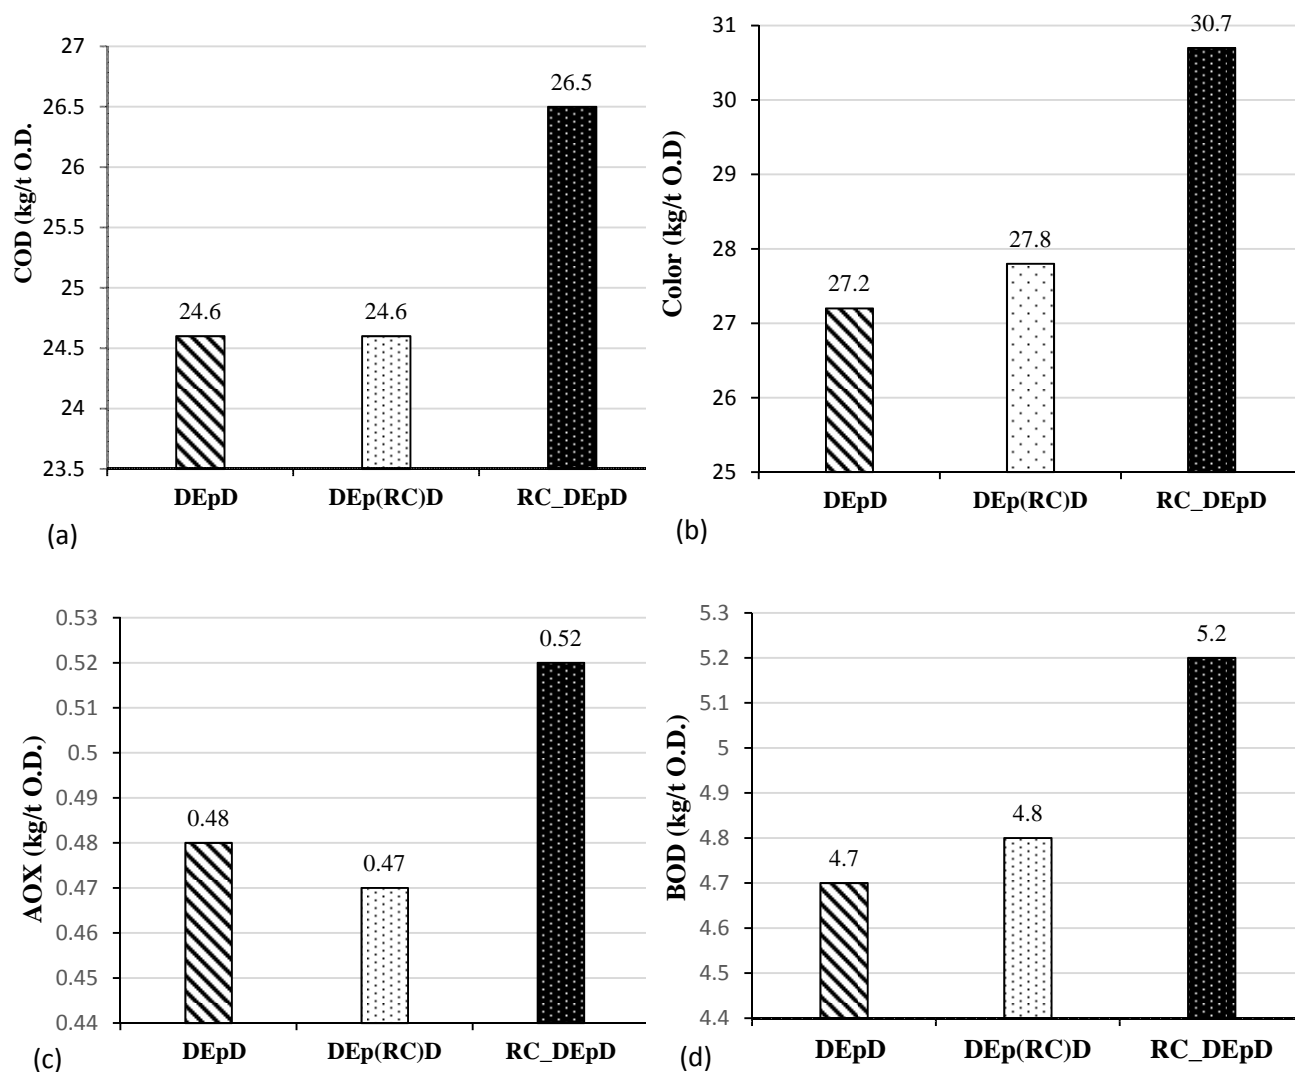 27
26.5
26
25.5
25
24.5
24
23.5
COD (kg/t O.D.
24.6
24.6
26.5
DEpD
DEp(RC)D
RC_DEpD
(a)
31
30
29
28
27
26
25
Color (kg/t O.D)
27.2
27.8
30.7
DEpD
DEp(RC)D
RC_DEpD
(b)
0.53
0.52
0.51
0.5
0.49
0.48
0.47
0.46
0.45
0.44
AOX (kg/t O.D.)
0.48
0.47
0.52
DEpD
DEp(RC)D
RC_DEpD
(c)
5.3
5.2
5.1
5
4.9
4.8
4.7
4.6
4.5
4.4
BOD (kg/t O.D.)
4.7
4.8
5.2
DEpD
DEp(RC)D
RC_DEpD
(d)